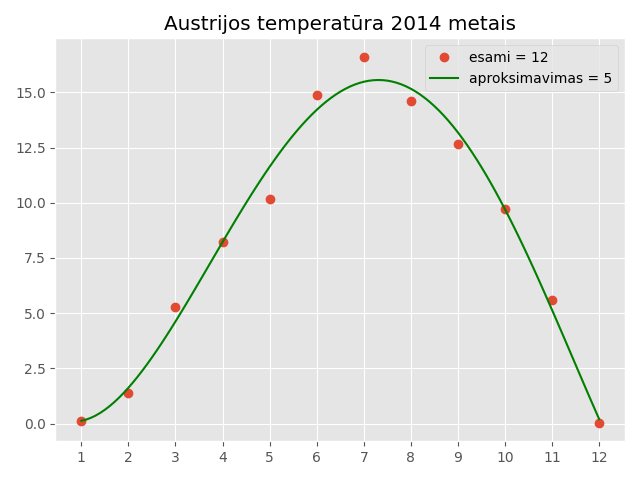 Austrijos temperatūra 2014 metais
esami = 12
aproksimavimas = 5
15.0
12.5
10.0
7.5
5.0
2.5
0.0
1 2 3 4 5 6 7 8 9 10 11 12